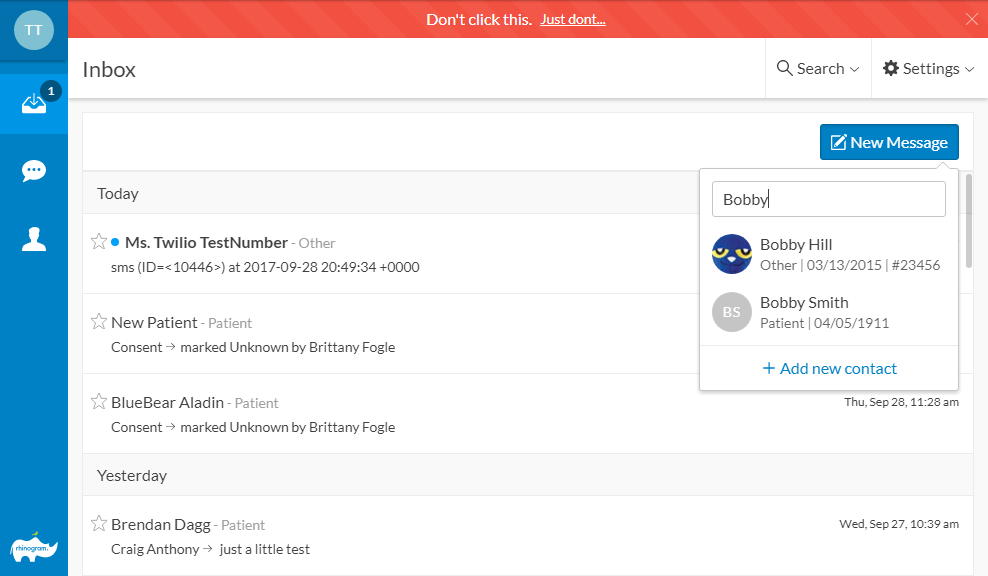 TT
Don't click this. Just dont...
1
Inbox
Search
Settings
New Message
Bobby
Bobby Hill
Other | 03/13/2015 | #23456
BS
Bobby Smith
Patient | 04/05/1911
+ Add new contact
Today
Ms. Twilio TestNumber - Other
sms (ID=<10446>) at 2017-09-28 20:49:34 +0000
New Patient - Patient
Consent → marked Unknown by Brittany Fogle
BlueBear Aladin - Patient
Thu, Sep 28, 11:28 am
Consent → marked Unknown by Brittany Fogle
Yesterday
Brendan Dagg - Patient
Wed, Sep 27, 10:39 am
Craig Anthony → just a little test
rhinogram